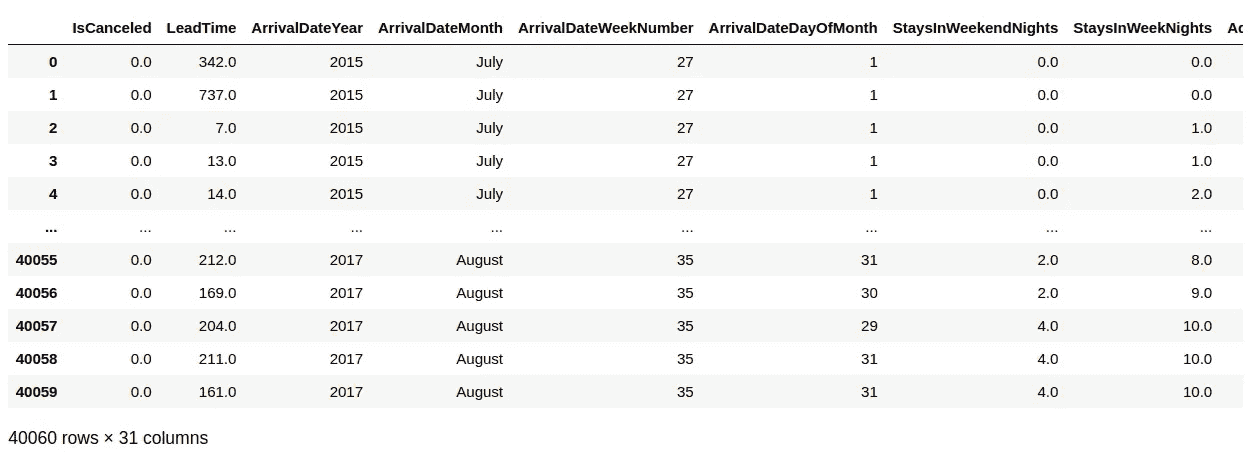 IsCanceled LeadTime ArrivalDateYear ArrivalDateMonth ArrivalDateWeekNumber ArrivalDateDayOfMonth StaysInWeekendNights StaysInWeekNights
0 0.0 342.0 2015 July 27 1 0.0 0.0
1 0.0 737.0 2015 July 27 1 0.0 0.0
2 0.0 7.0 2015 July 27 1 0.0 1.0
3 0.0 13.0 2015 July 27 1 0.0 1.0
4 0.0 14.0 2015 July 27 1 0.0 2.0
... ... ... ... ... ... ... ... ...
40055 0.0 212.0 2017 August 35 31 2.0 8.0
40056 0.0 169.0 2017 August 35 30 2.0 9.0
40057 0.0 204.0 2017 August 35 29 4.0 10.0
40058 0.0 211.0 2017 August 35 31 4.0 10.0
40059 0.0 161.0 2017 August 35 31 4.0 10.0
40060 rows × 31 columns